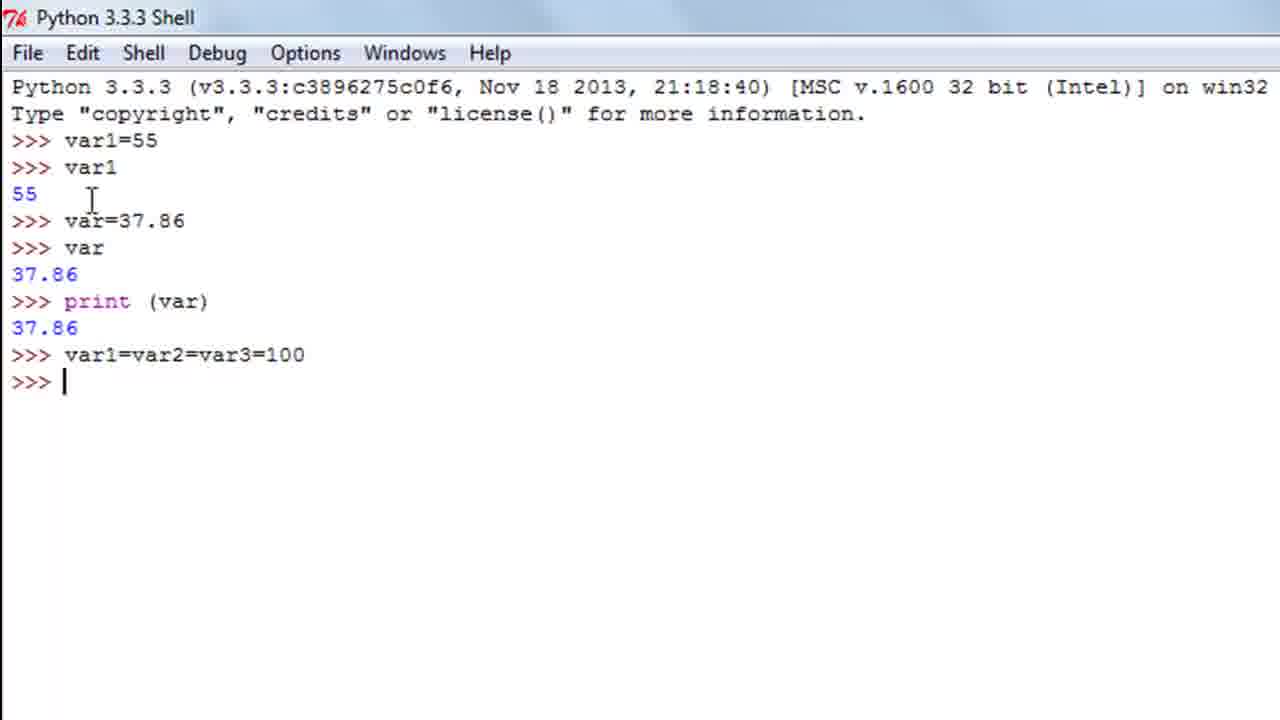 Python 3.3.3 Shell
File Edit Shell Debug Options Windows Help
Python 3.3.3 (v3.3.3:c3896275c0f6, Nov 18 2013, 21:18:40) [MSC v.1600 32 bit (Intel)] on win32
Type "copyright", "credits" or "license()" for more information.
>>> var1=55
>>> var1
55
>>> var=37.86
>>> var
37.86
>>> print (var)
37.86
>>> var1=var2=var3=100
>>>